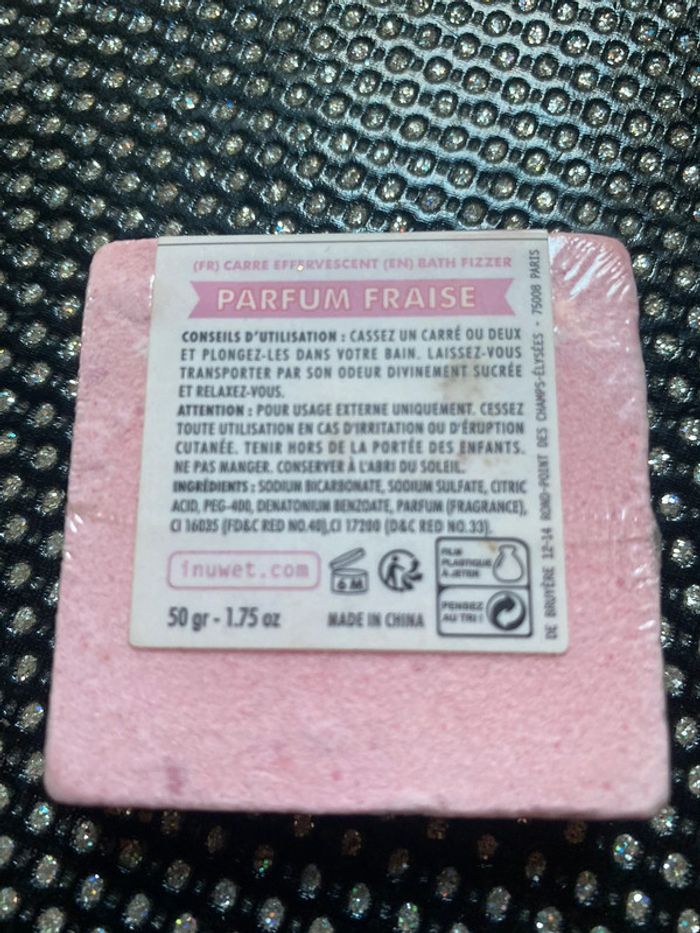 (FR) CARRE EFFERVESCENT (EN) BATH FIZZER
PARFUM FRAISE
CONSEILS D'UTILISATION : CASSEZ UN CARRÉ OU DEUX
ET PLONGEZ-LES DANS VOTRE BAIN. LAISSEZ-VOUS
TRANSPORTER PAR SON ODEUR DIVINEMENT SUCRÉE
ET RELAXEZ-VOUS.
ATTENTION : POUR USAGE EXTERNE UNIQUEMENT. CESSEZ
TOUTE UTILISATION EN CAS D'IRRITATION OU D'ÉRUPTION
CUTANÉE. TENIR HORS DE LA PORTÉE DES ENFANTS.
NE PAS MANGER. CONSERVER À L'ABRI DU SOLEIL.
INGRÉDIENTS : SODIUM BICARBONATE, SODIUM SULFATE, CITRIC
ACID, PEG-400, DENATONIUM BENZOATE, PARFUM (FRAGRANCE),
CI 16035 (FD&C RED NO.40),CI 17200 (D&C RED NO.33).
inuwet.com
6 M
FILM
PLASTIQUE
À JETER
PENSEZ
AU TRI !
50 gr - 1.75 oz
MADE IN CHINA
DE BRUYÈRE 12-14 ROND-POINT DES CHAMPS-ÉLYSÉES - 75008 PARIS